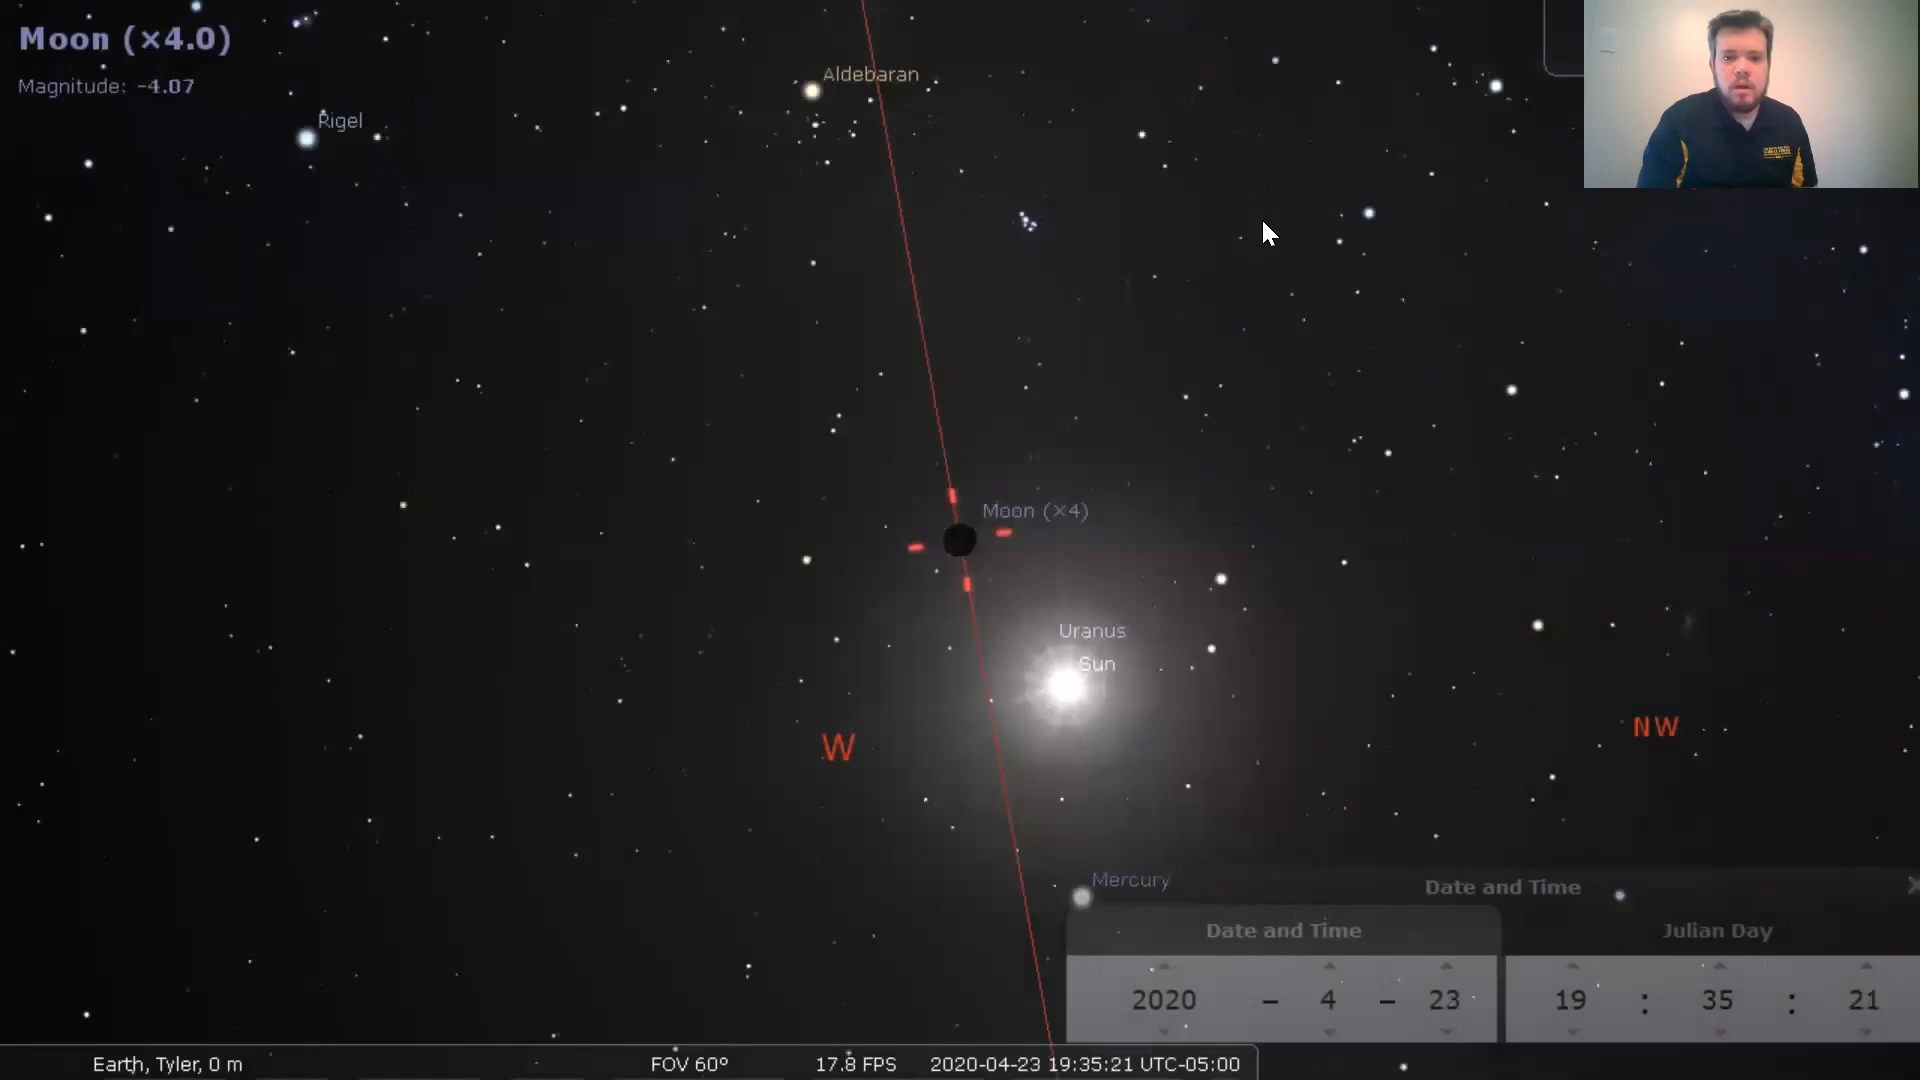 Moon (×4.0)
Magnitude: -4.07
Aldebaran
Rigel
Moon (×4)
Uranus
Sun
W
NW
Mercury
Date and Time
Date and Time
Julian Day
2020 - 4 - 23
19 : 35 : 21
Earth, Tyler, 0 m
FOV 60°
17.8 FPS
2020-04-23 19:35:21 UTC-05:00